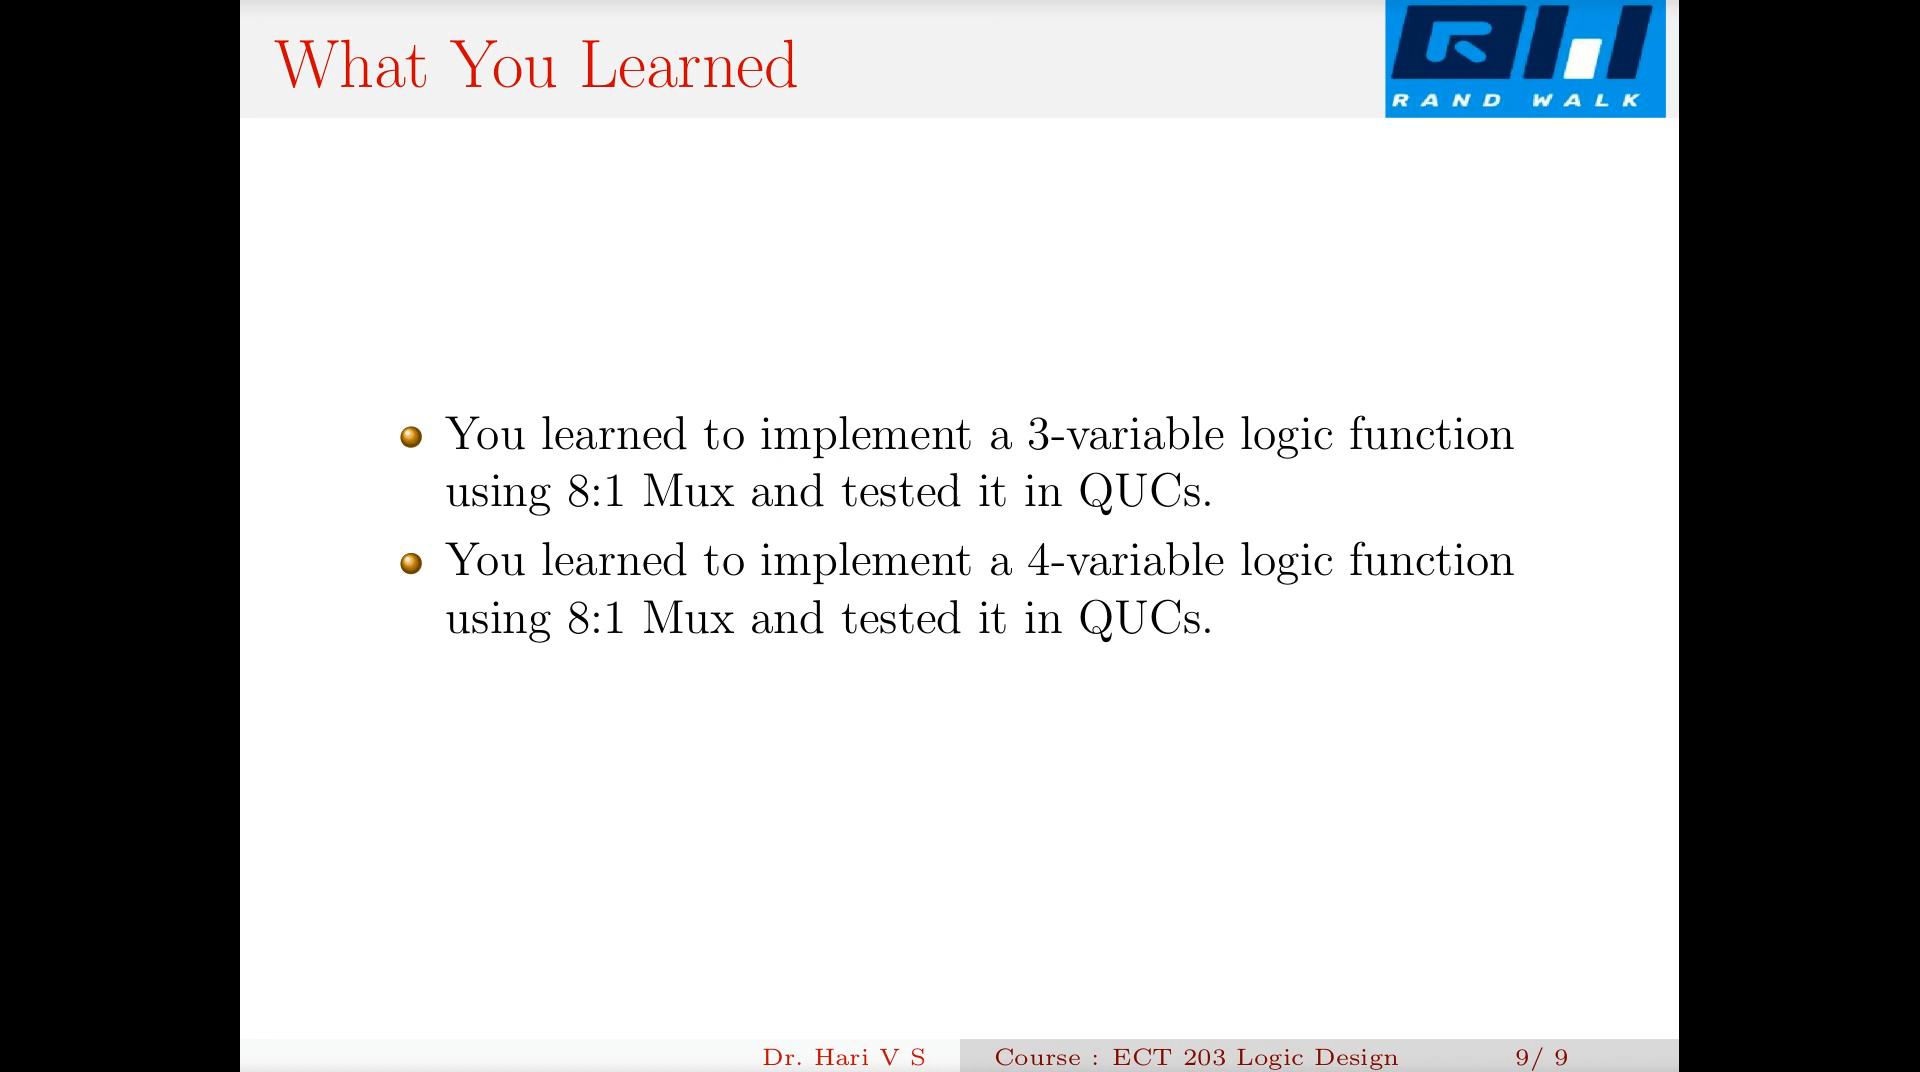 What You Learned
RAND WALK
You learned to implement a 3-variable logic function
using 8:1 Mux and tested it in QUCs.
You learned to implement a 4-variable logic function
using 8:1 Mux and tested it in QUCs.
Dr. Hari V S
Course : ECT 203 Logic Design
9/ 9